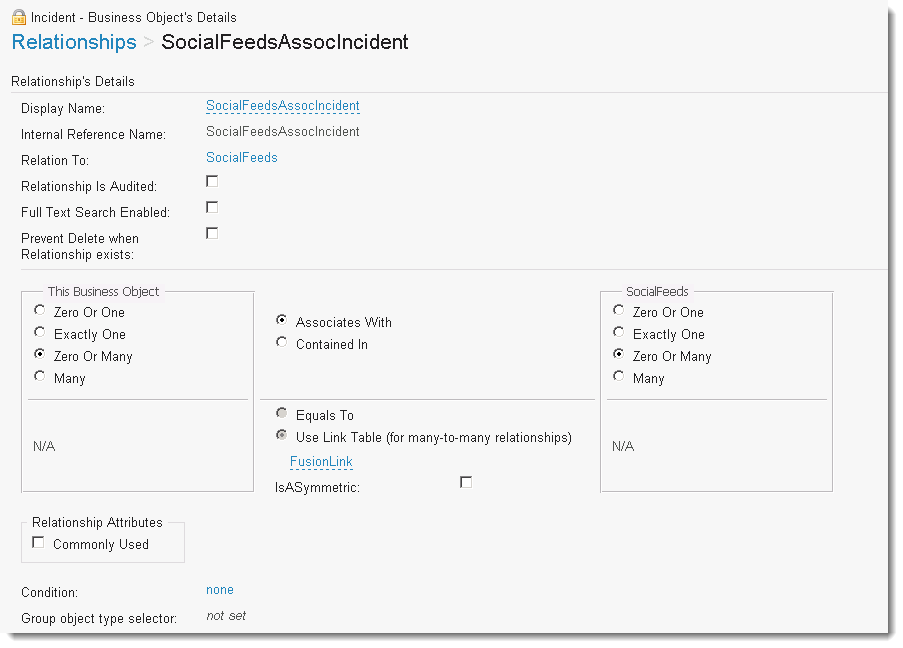 Incident - Business Object's Details
Relationships > SocialFeedsAssocIncident
Relationship's Details
Display Name: SocialFeedsAssocIncident
Internal Reference Name: SocialFeedsAssocIncident
Relation To: SocialFeeds
Relationship Is Audited:
Full Text Search Enabled:
Prevent Delete when
Relationship exists:
This Business Object
Zero Or One
Exactly One
Zero Or Many
Many
N/A
Associates With
Contained In
Equals To
Use Link Table (for many-to-many relationships)
FusionLink
IsASymmetric:
SocialFeeds
Zero Or One
Exactly One
Zero Or Many
Many
N/A
Relationship Attributes
Commonly Used
Condition: none
Group object type selector: not set